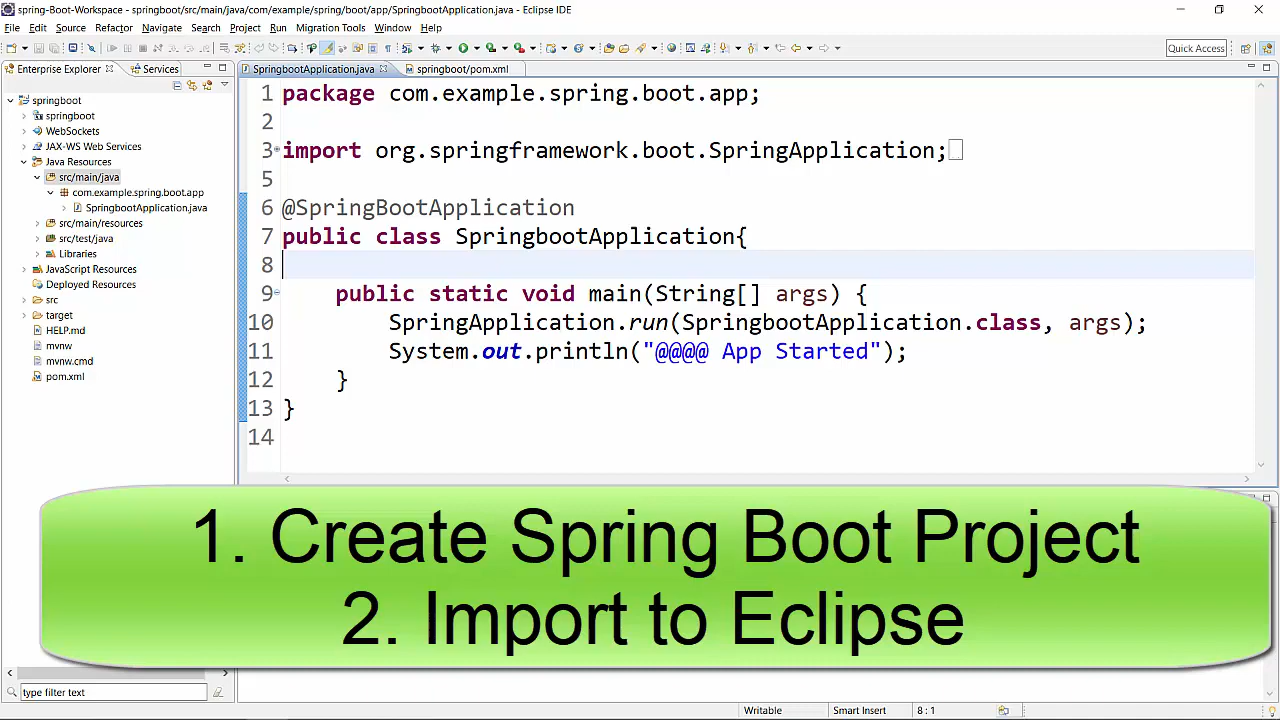 spring-Boot-Workspace - springboot/src/main/java/com/example/spring/boot/app/SpringbootApplication.java - Eclipse IDE
File Edit Source Refactor Navigate Search Project Run Migration Tools Window Help
Quick Access
Enterprise Explorer Services
springboot
springboot
WebSockets
JAX-WS Web Services
Java Resources
src/main/java
com.example.spring.boot.app
SpringbootApplication.java
src/main/resources
src/test/java
Libraries
JavaScript Resources
Deployed Resources
src
target
HELP.md
mvnw
mvnw.cmd
pom.xml
type filter text
SpringbootApplication.java springboot/pom.xml
1 package com.example.spring.boot.app;
2
3 import org.springframework.boot.SpringApplication;
5
6 @SpringBootApplication
7 public class SpringbootApplication{
8
9 public static void main(String[] args) {
10 SpringApplication.run(SpringbootApplication.class, args);
11 System.out.println("@@@@ App Started");
12 }
13 }
14
1. Create Spring Boot Project
2. Import to Eclipse
Writable Smart Insert 8 : 1